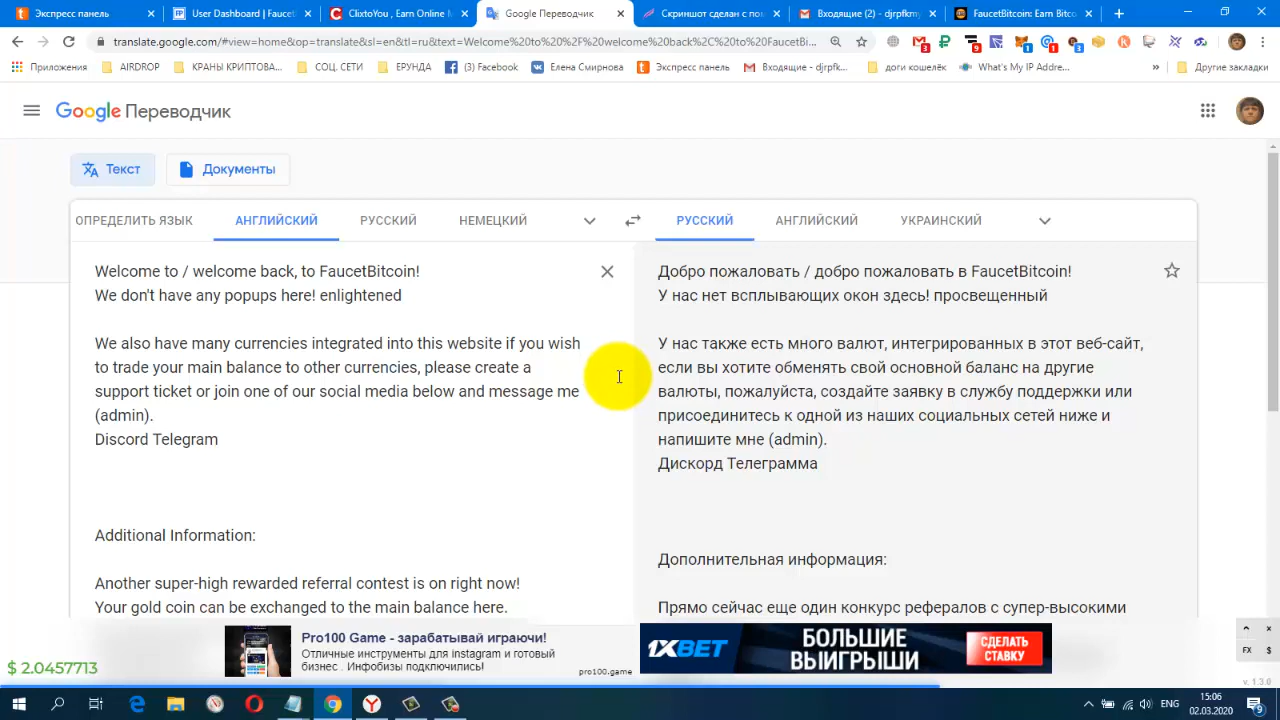 Экспресс панель
User Dashboard | Faucet
ClixtoYou , Earn Online M
Google Переводчик
Скриншот сделан с пом
Входящие (2) - djrpfkmy
FaucetBitcoin: Earn Bitco
translate.google.com/#view=home&op=translate&sl=en&tl=ru&text=Welcome%20to%20%2F%20welcome%20back%2C%20to%20FaucetBi...
3
9
1
3
Приложения
AIRDROP
КРАНЫ КРИПТОВА...
СОЦ. СЕТИ
ЕРУНДА
(3) Facebook
Елена Смирнова
Экспресс панель
Входящие - djrpfk...
доги кошелёк
What's My IP Addre...
»
Другие закладки
Google Переводчик
Текст
Документы
ОПРЕДЕЛИТЬ ЯЗЫК
АНГЛИЙСКИЙ
РУССКИЙ
НЕМЕЦКИЙ
РУССКИЙ
АНГЛИЙСКИЙ
УКРАИНСКИЙ
Welcome to / welcome back, to FaucetBitcoin!
We don't have any popups here! enlightened
We also have many currencies integrated into this website if you wish
to trade your main balance to other currencies, please create a
support ticket or join one of our social media below and message me
(admin).
Discord Telegram
Additional Information:
Another super-high rewarded referral contest is on right now!
Your gold coin can be exchanged to the main balance here.
Добро пожаловать / добро пожаловать в FaucetBitcoin!
У нас нет всплывающих окон здесь! просвещенный
У нас также есть много валют, интегрированных в этот веб-сайт,
если вы хотите обменять свой основной баланс на другие
валюты, пожалуйста, создайте заявку в службу поддержки или
присоединитесь к одной из наших социальных сетей ниже и
напишите мне (admin).
Дискорд Телеграмма
Дополнительная информация:
Прямо сейчас еще один конкурс рефералов с супер-высокими
$ 2.0457713
Pro100 Game - зарабатывай играючи!
Отличные инструменты для instagram и готовый
бизнес . Инфобизы подключились!
pro100.game
1XBET
БОЛЬШИЕ
ВЫИГРЫШИ
СДЕЛАТЬ
СТАВКУ
FX
$
v. 1.3.0
ENG
15:06
02.03.2020
9